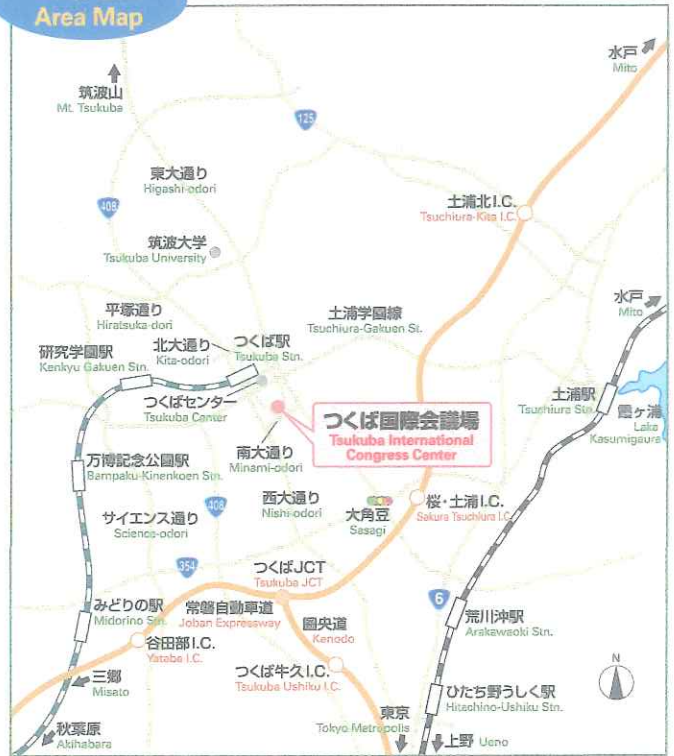 Area Map
水戸
Mito
筑波山
Mt. Tsukuba
125
東大通り
Higashi-odori
408
土浦北I.C.
Tsuchiura-Kita I.C.
筑波大学
Tsukuba University
水戸
Mito
平塚通り
Hiratsuka-dori
土浦学園線
Tsuchiura-Gakuen St.
北大通り
Kita-odori
つくば駅
Tsukuba Stn.
研究学園駅
Kenkyu Gakuen Stn.
つくばセンター
Tsukuba Center
土浦駅
Tsuchiura Stn.
霞ヶ浦
Lake
Kasumigaura
つくば国際会議場
Tsukuba International
Congress Center
南大通り
Minami-odori
万博記念公園駅
Bampaku-Kinenkoen Stn.
西大通り
Nishi-odori
408
大角豆
Sasagi
桜・土浦I.C.
Sakura Tsuchiura I.C.
サイエンス通り
Science-odori
354
つくばJCT
Tsukuba JCT
6
みどりの駅
Midorino Stn.
常磐自動車道
Joban Expressway
圏央道
Kenodo
荒川沖駅
Arakawaoki Stn.
谷田部I.C.
Yatabe I.C.
つくば牛久I.C.
Tsukuba Ushiku I.C.
N
三郷
Misato
ひたち野うしく駅
Hitachino-Ushiku Stn.
東京
Tokyo Metropolis
秋葉原
Akihabara
上野 Ueno